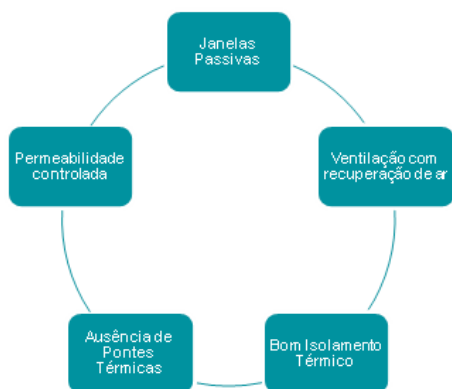 Janelas
Passivas
Ventilação com
recuperação de ar
Bom Isolamento
Térmico
Ausência de
Pontes
Térmicas
Permeabilidade
controlada